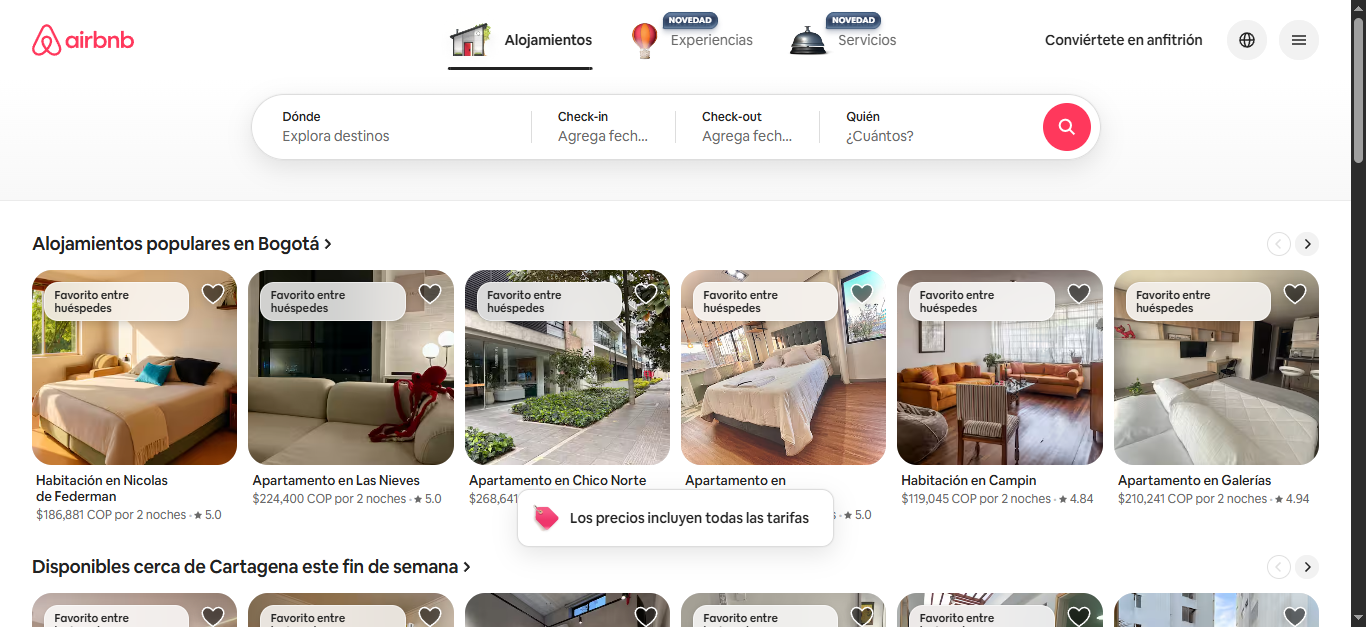 airbnb
Alojamientos
NOVEDAD
Experiencias
NOVEDAD
Servicios
Conviértete en anfitrión
Dónde
Explora destinos
Check-in
Agrega fech...
Check-out
Agrega fech...
Quién
¿Cuántos?
Alojamientos populares en Bogotá
Favorito entre
huéspedes
Favorito entre
huéspedes
Favorito entre
huéspedes
Favorito entre
huéspedes
Favorito entre
huéspedes
Favorito entre
huéspedes
Habitación en Nicolas
de Federman
$186,881 COP por 2 noches · ★ 5.0
Apartamento en Las Nieves
$224,400 COP por 2 noches · ★ 5.0
Apartamento en Chico Norte
$268,641
Apartamento en
★ 5.0
Habitación en Campin
$119,045 COP por 2 noches · ★ 4.84
Apartamento en Galerías
$210,241 COP por 2 noches · ★ 4.94
Los precios incluyen todas las tarifas
Disponibles cerca de Cartagena este fin de semana
Favorito entre
Favorito entre
Favorito entre
Favorito entre